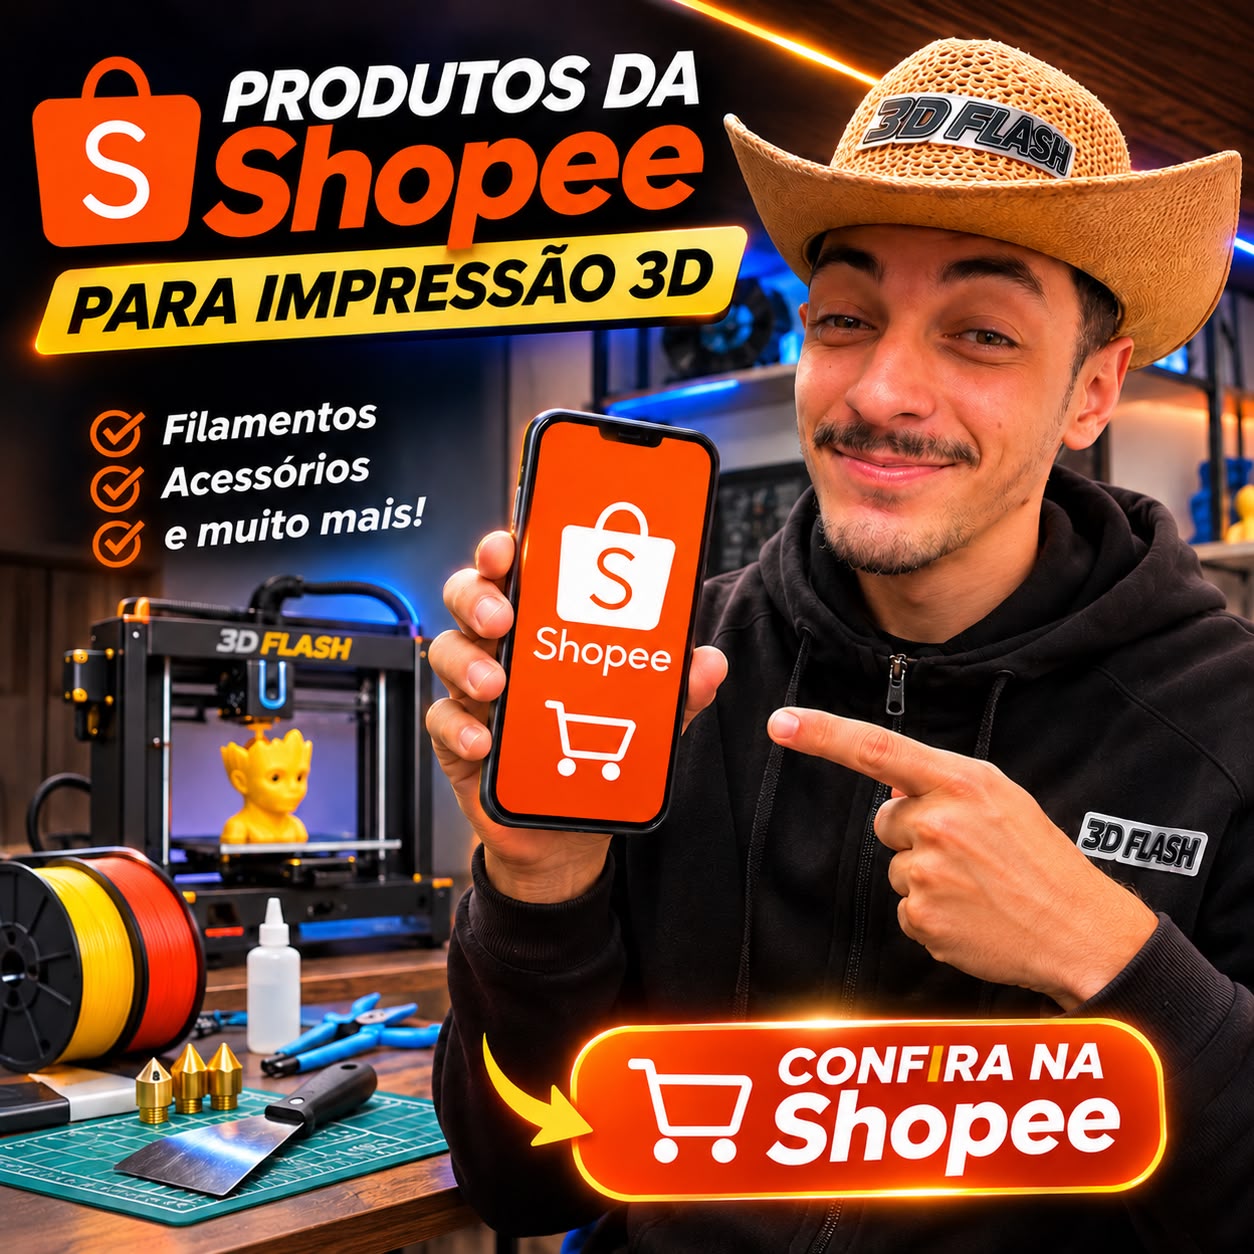 S
PRODUTOS DA
Shopee
PARA IMPRESSÃO 3D
Filamentos
Acessórios
e muito mais!
3D FLASH
S
Shopee
3D FLASH
3D FLASH
CONFIRA NA
Shopee